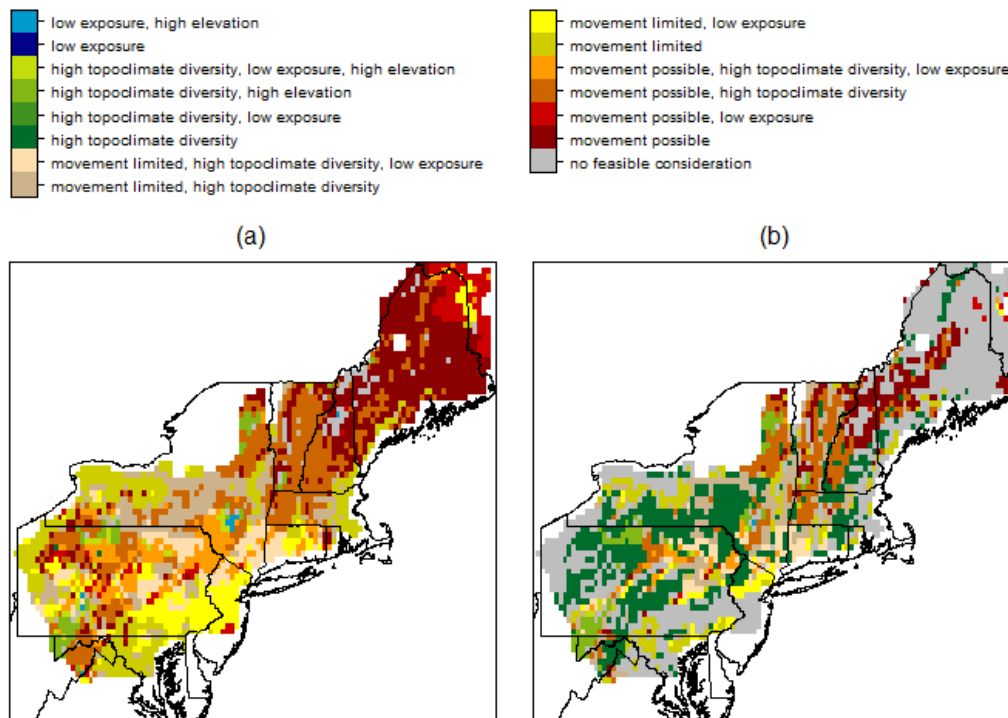 low exposure, high elevation
low exposure
high topoclimate diversity, low exposure, high elevation
high topoclimate diversity, high elevation
high topoclimate diversity, low exposure
high topoclimate diversity
movement limited, high topoclimate diversity, low exposure
movement limited, high topoclimate diversity
movement limited, low exposure
movement limited
movement possible, high topoclimate diversity, low exposure
movement possible, high topoclimate diversity
movement possible, low exposure
movement possible
no feasible consideration
(a)
(b)